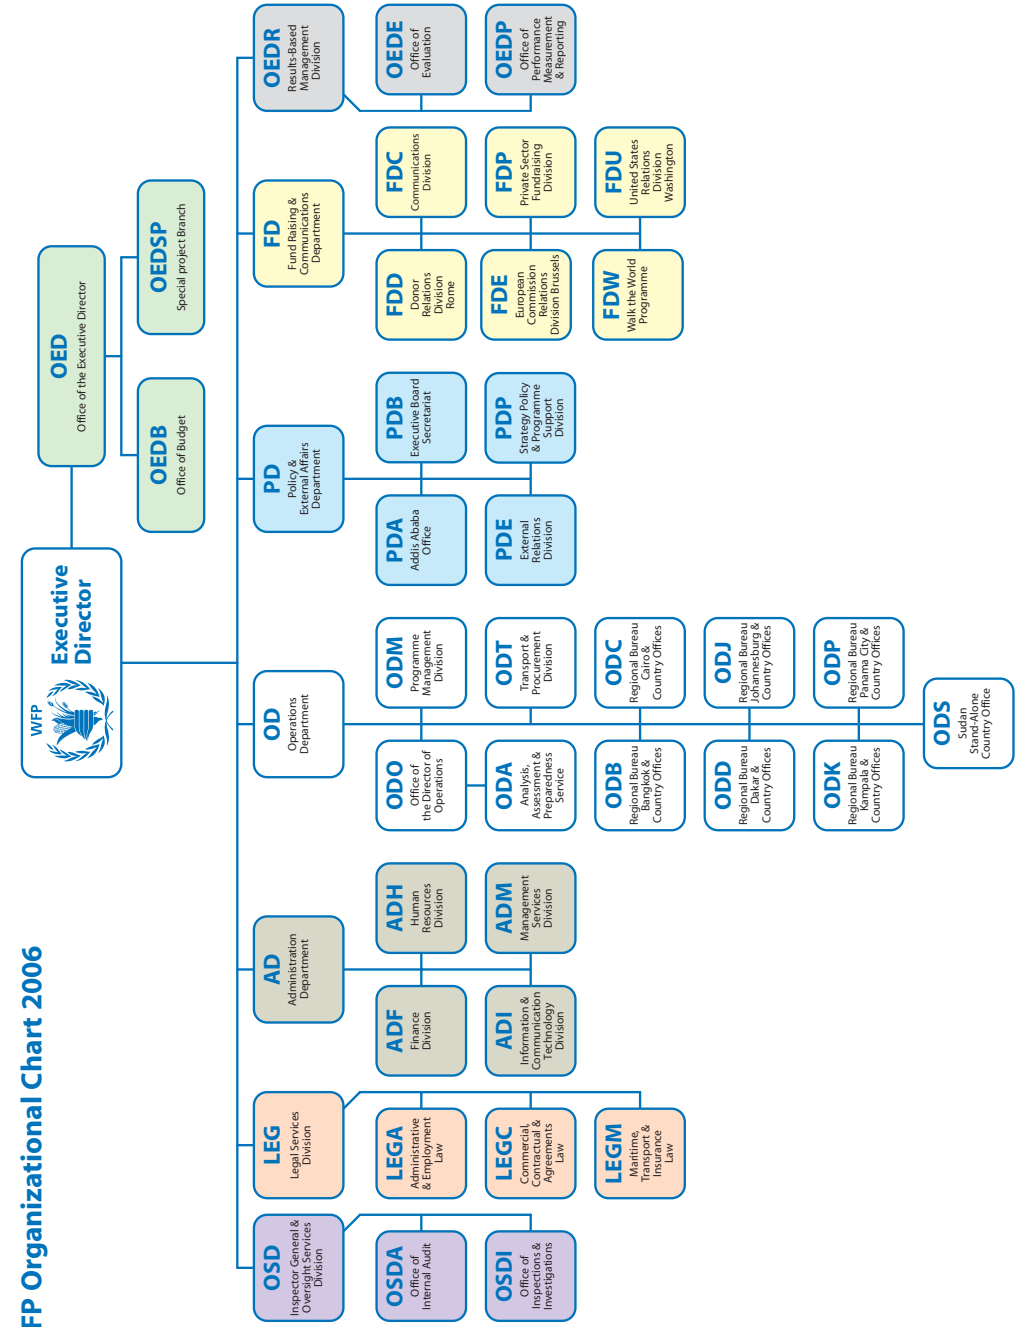 FP Organizational Chart 2006
WFP
Executive
Director
OED
Office of the Executive Director
OEDB
Office of Budget
OEDSP
Special project Branch
OSD
Inspector General &
Oversight Services
Division
OSDA
Office of
Internal Audit
OSDI
Office of
Inspections &
Investigations
LEG
Legal Services
Division
LEGA
Administrative
& Employment
Law
LEGC
Commercial,
Contractual &
Agreements
Law
LEGM
Maritime,
Transport &
Insurance
Law
AD
Administration
Department
ADF
Finance
Division
ADH
Human
Resources
Division
ADI
Information &
Communication
Technology
Division
ADM
Management
Services
Division
OD
Operations
Department
ODO
Office of
the Director of
Operations
ODM
Programme
Management
Division
ODA
Analysis,
Assessment &
Preparedness
Service
ODT
Transport &
Procurement
Division
ODB
Regional Bureau
Bangkok &
Country Offices
ODC
Regional Bureau
Cairo &
Country Offices
ODD
Regional Bureau
Dakar &
Country Offices
ODJ
Regional Bureau
Johannesburg &
Country Offices
ODK
Regional Bureau
Kampala &
Country Offices
ODP
Regional Bureau
Panama City &
Country Offices
ODS
Sudan
Stand-Alone
Country Office
PD
Policy &
External Affairs
Department
PDA
Addis Ababa
Office
PDB
Executive Board
Secretariat
PDE
External
Relations
Division
PDP
Strategy Policy
& Programme
Support
Division
FD
Fund Raising &
Communications
Department
FDD
Donor
Relations
Division
Rome
FDC
Communications
Division
FDE
European
Commission
Relations
Division Brussels
FDP
Private Sector
Fundraising
Division
FDW
Walk the World
Programme
FDU
United States
Relations
Division
Washington
OEDR
Results-Based
Management
Division
OEDE
Office of
Evaluation
OEDP
Office of
Performance
Measurement
& Reporting